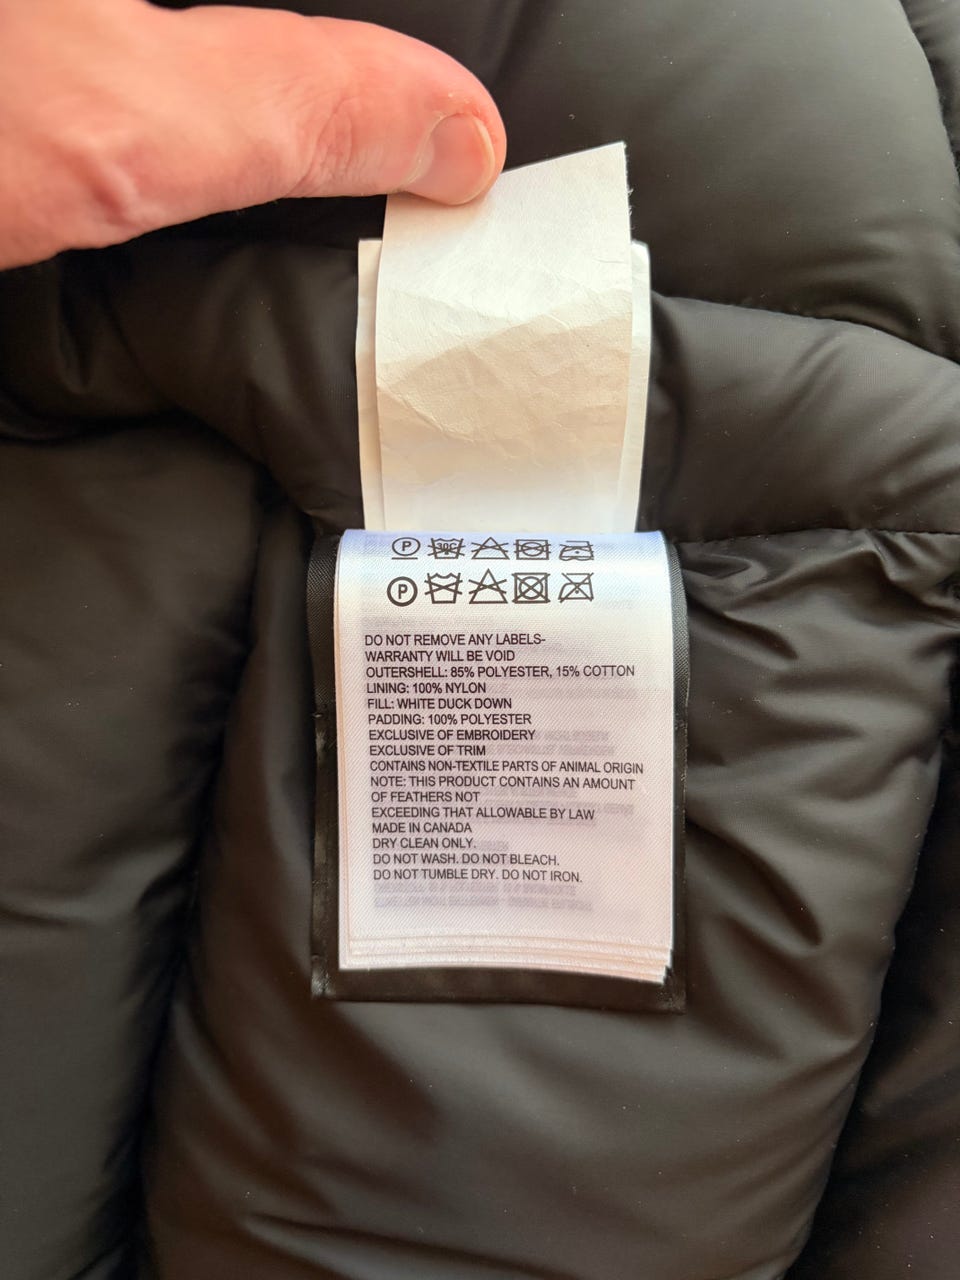 P 30C
P
DO NOT REMOVE ANY LABELS-
WARRANTY WILL BE VOID
OUTERSHELL: 85% POLYESTER, 15% COTTON
LINING: 100% NYLON
FILL: WHITE DUCK DOWN
PADDING: 100% POLYESTER
EXCLUSIVE OF EMBROIDERY
EXCLUSIVE OF TRIM
CONTAINS NON-TEXTILE PARTS OF ANIMAL ORIGIN
NOTE: THIS PRODUCT CONTAINS AN AMOUNT
OF FEATHERS NOT
EXCEEDING THAT ALLOWABLE BY LAW
MADE IN CANADA
DRY CLEAN ONLY.
DO NOT WASH. DO NOT BLEACH.
DO NOT TUMBLE DRY. DO NOT IRON.